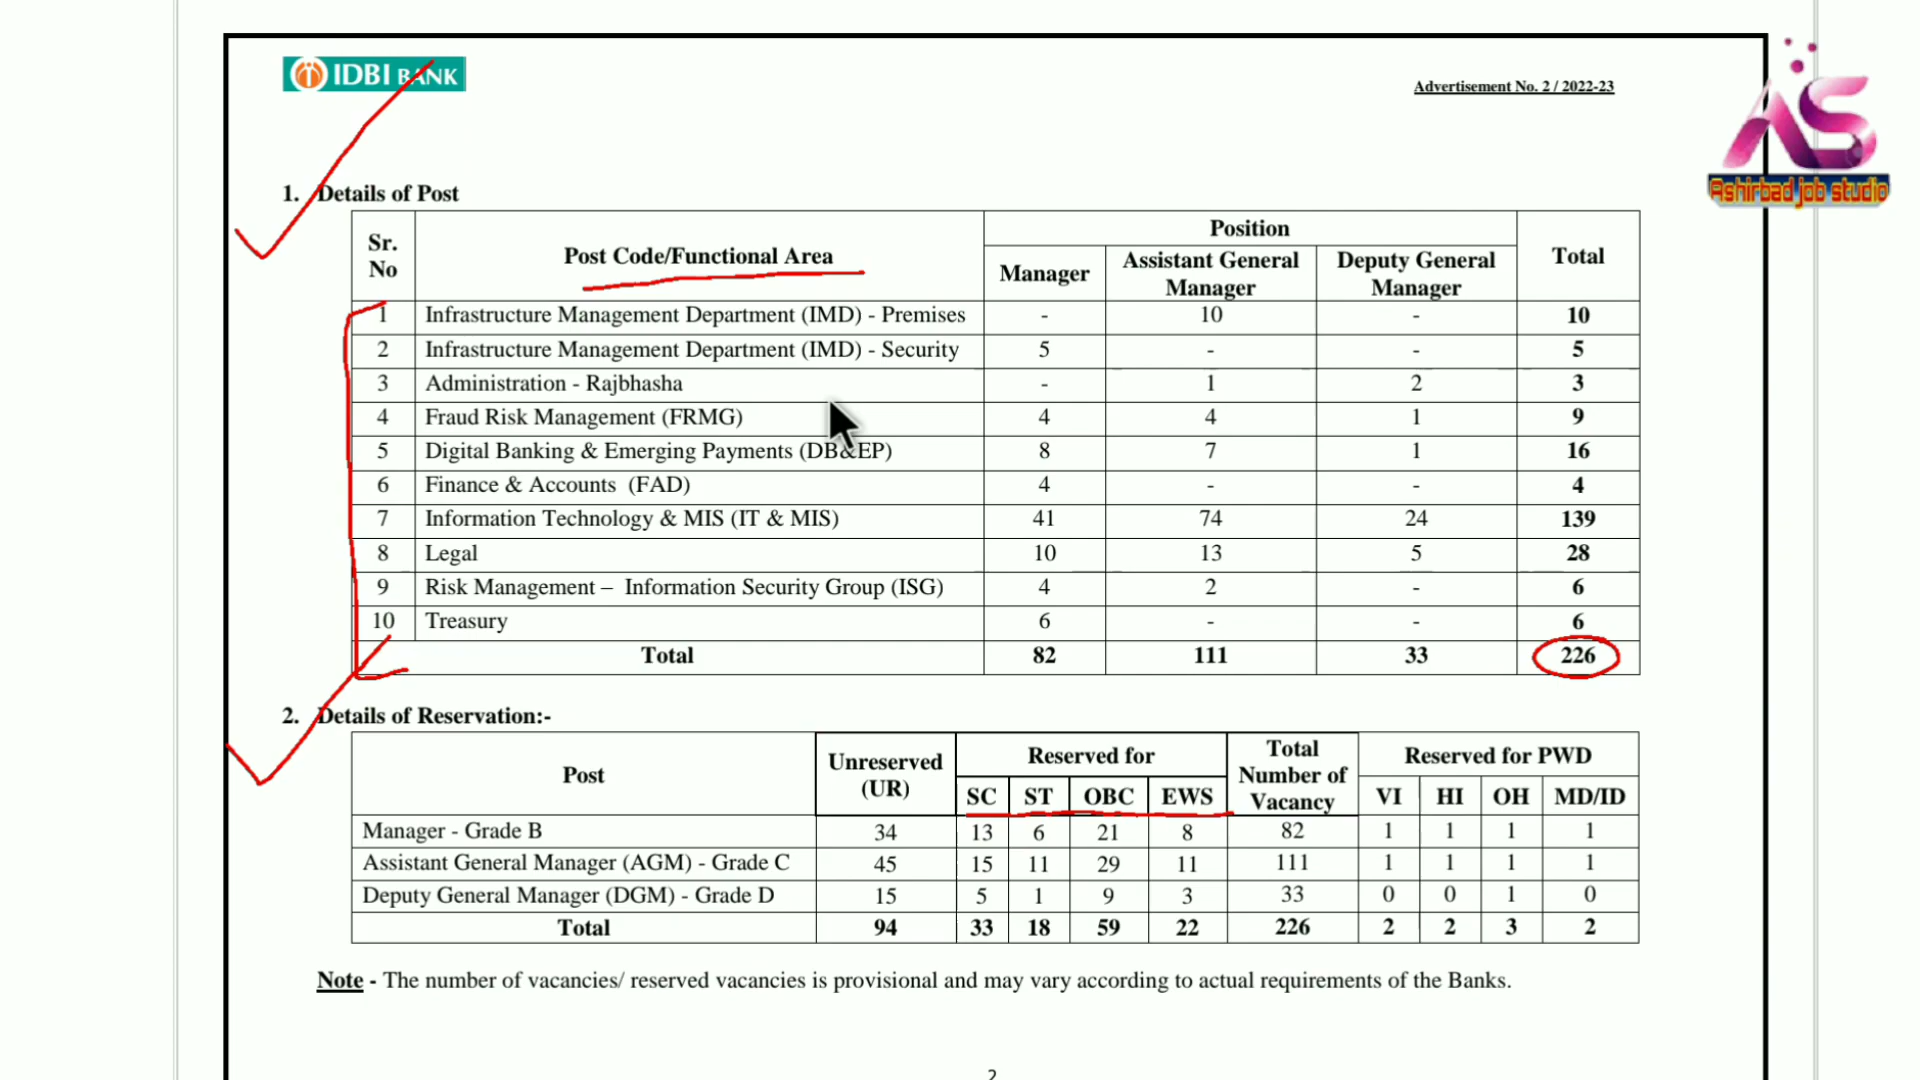 IDBI BANK
Advertisement No. 2 / 2022-23
AS
Ashirbad job studio
1. Details of Post
Sr. No Post Code/Functional Area Position Total
Manager Assistant General Manager Deputy General Manager
1 Infrastructure Management Department (IMD) - Premises - 10 - 10
2 Infrastructure Management Department (IMD) - Security 5 - - 5
3 Administration - Rajbhasha - 1 2 3
4 Fraud Risk Management (FRMG) 4 4 1 9
5 Digital Banking & Emerging Payments (DB&EP) 8 7 1 16
6 Finance & Accounts (FAD) 4 - - 4
7 Information Technology & MIS (IT & MIS) 41 74 24 139
8 Legal 10 13 5 28
9 Risk Management – Information Security Group (ISG) 4 2 - 6
10 Treasury 6 - - 6
Total 82 111 33 226
2. Details of Reservation:-
Post Unreserved (UR) Reserved for Total Number of Vacancy Reserved for PWD
SC ST OBC EWS VI HI OH MD/ID
Manager - Grade B 34 13 6 21 8 82 1 1 1 1
Assistant General Manager (AGM) - Grade C 45 15 11 29 11 111 1 1 1 1
Deputy General Manager (DGM) - Grade D 15 5 1 9 3 33 0 0 1 0
Total 94 33 18 59 22 226 2 2 3 2
Note - The number of vacancies/ reserved vacancies is provisional and may vary according to actual requirements of the Banks.
2